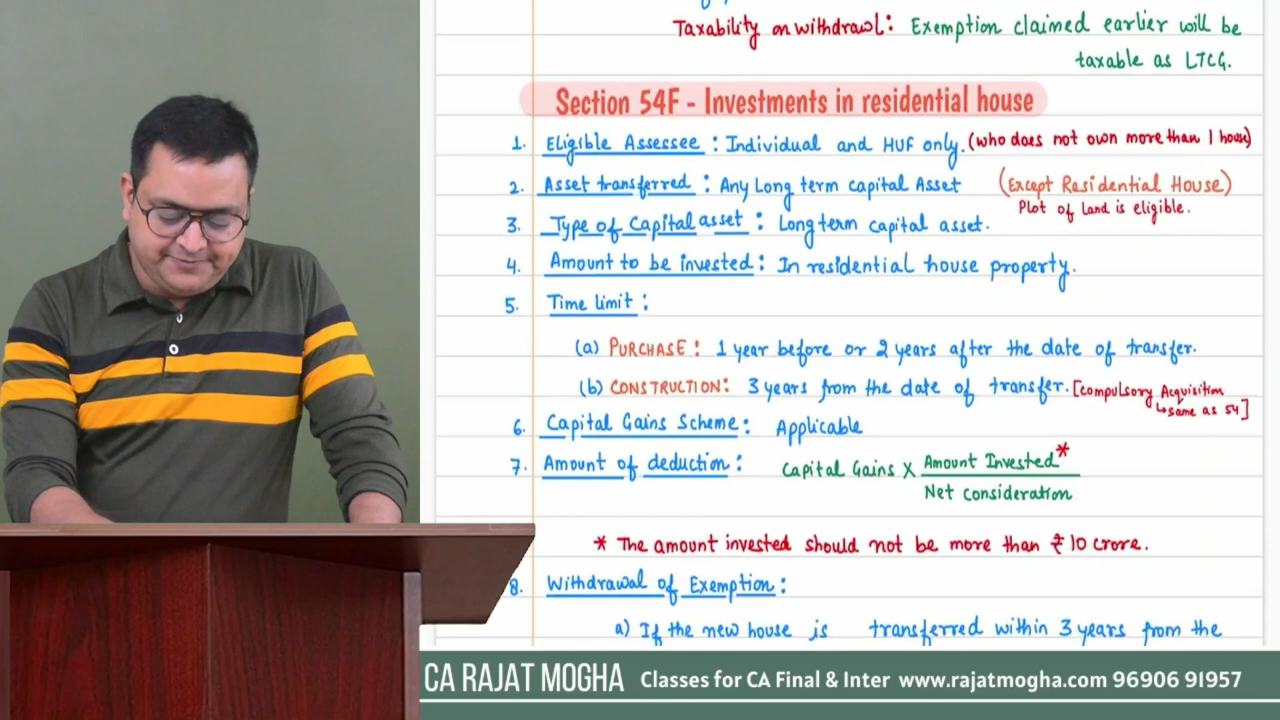 Taxability on withdrawl: Exemption claimed earlier will be
taxable as LTCG.
Section 54F - Investments in residential house
1. Eligible Assessee : Individual and HUF only. (who does not own more than 1 house)
2. Asset transferred : Any Long term capital Asset (Except Residential House)
Plot of Land is eligible.
3. Type of Capital asset : Long term capital asset.
4. Amount to be invested : In residential house property.
5. Time limit :
(a) PURCHASE : 1 year before or 2 years after the date of transfer.
(b) CONSTRUCTION : 3 years from the date of transfer. [Compulsory Acquisition
↳ same as 54]
6. Capital Gains Scheme : Applicable
7. Amount of deduction : Capital Gains X Amount Invested*
Net consideration
* The amount invested should not be more than ₹ 10 crore.
8. Withdrawal of Exemption :
a) If the new house is transferred within 3 years from the
CA RAJAT MOGHA Classes for CA Final & Inter www.rajatmogha.com 96906 91957